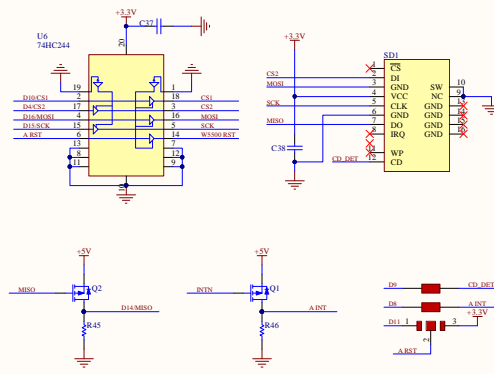 +3.3V
C37
U6
74HC244
20
19
1
D10/CS1
2
18
CS1
D4/CS2
17
3
CS2
D16/MOSI
4
16
MOSI
D15/SCK
15
5
SCK
A RST
6
14
W5500 RST
13
7
8
12
11
9
10
+3.3V
SD1
CS2
MOSI
SCK
MISO
CD_DET
C38
1
CS
2
DI
3
GND
SW
10
4
VCC
NC
9
5
CLK
GND
6
GND
GND
7
DO
GND
8
IRQ
GND
WP
12
CD
+5V
MISO
Q2
D14/MISO
R45
+5V
INTN
Q1
A INT
R46
D9
CD_DET
D8
A INT
D11
1
3
+3.3V
2
A RST